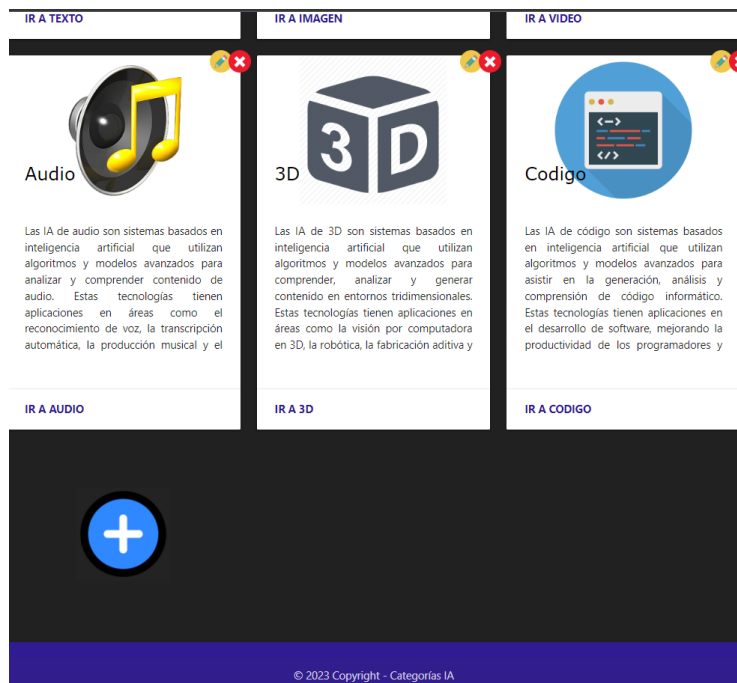 IR A TEXTO
IR A IMAGEN
IR A VIDEO
Audio
Las IA de audio son sistemas basados en
inteligencia artificial que utilizan
algoritmos y modelos avanzados para
analizar y comprender contenido de
audio. Estas tecnologías tienen
aplicaciones en áreas como el
reconocimiento de voz, la transcripción
automática, la producción musical y el
IR A AUDIO
3D
3D
Las IA de 3D son sistemas basados en
inteligencia artificial que utilizan
algoritmos y modelos avanzados para
comprender, analizar y generar
contenido en entornos tridimensionales.
Estas tecnologías tienen aplicaciones en
áreas como la visión por computadora
en 3D, la robótica, la fabricación aditiva y
IR A 3D
<-->
</>
Codigo
Las IA de código son sistemas basados
en inteligencia artificial que utilizan
algoritmos y modelos avanzados para
asistir en la generación, análisis y
comprensión de código informático.
Estas tecnologías tienen aplicaciones en
el desarrollo de software, mejorando la
productividad de los programadores y
IR A CODIGO
© 2023 Copyright - Categorías IA